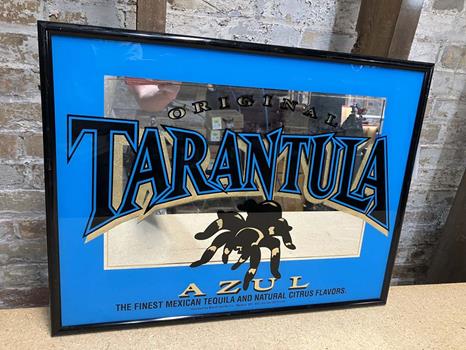 ORIGINAL
TARANTULA
AZUL
THE FINEST MEXICAN TEQUILA AND NATURAL CITRUS FLAVORS.